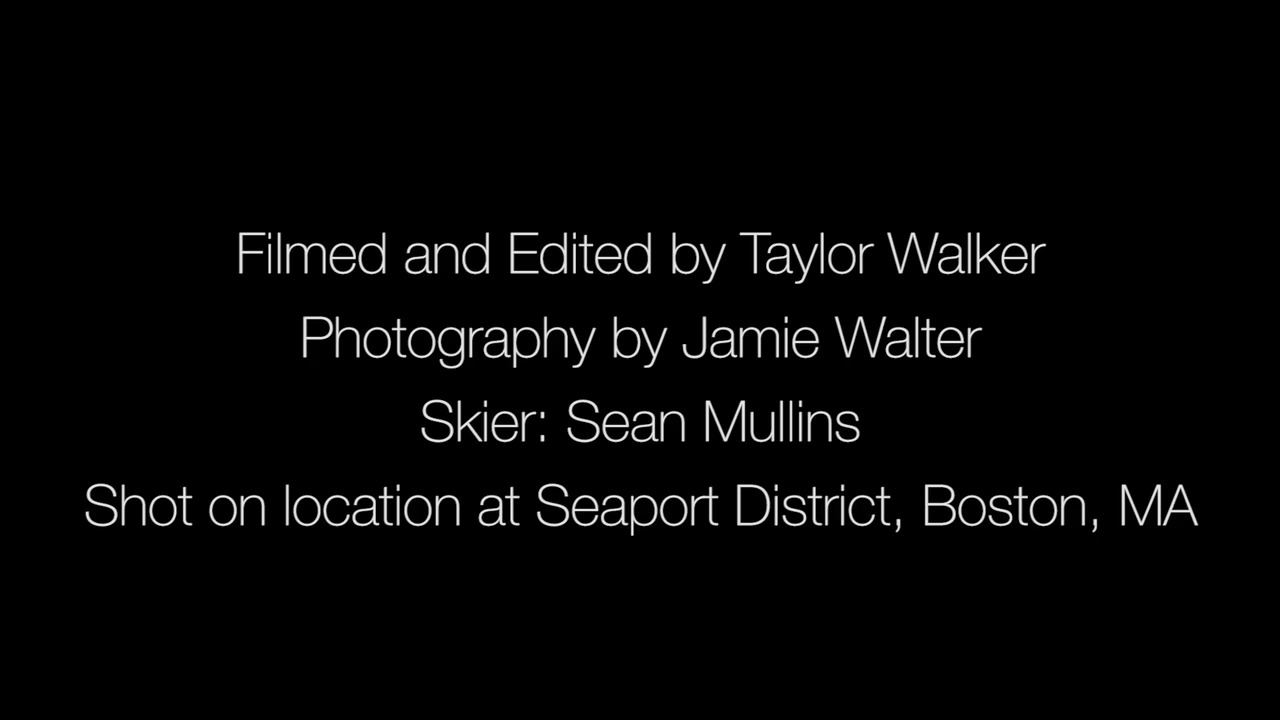 Filmed and Edited by Taylor Walker
Photography by Jamie Walter
Skier: Sean Mullins
Shot on location at Seaport District, Boston, MA